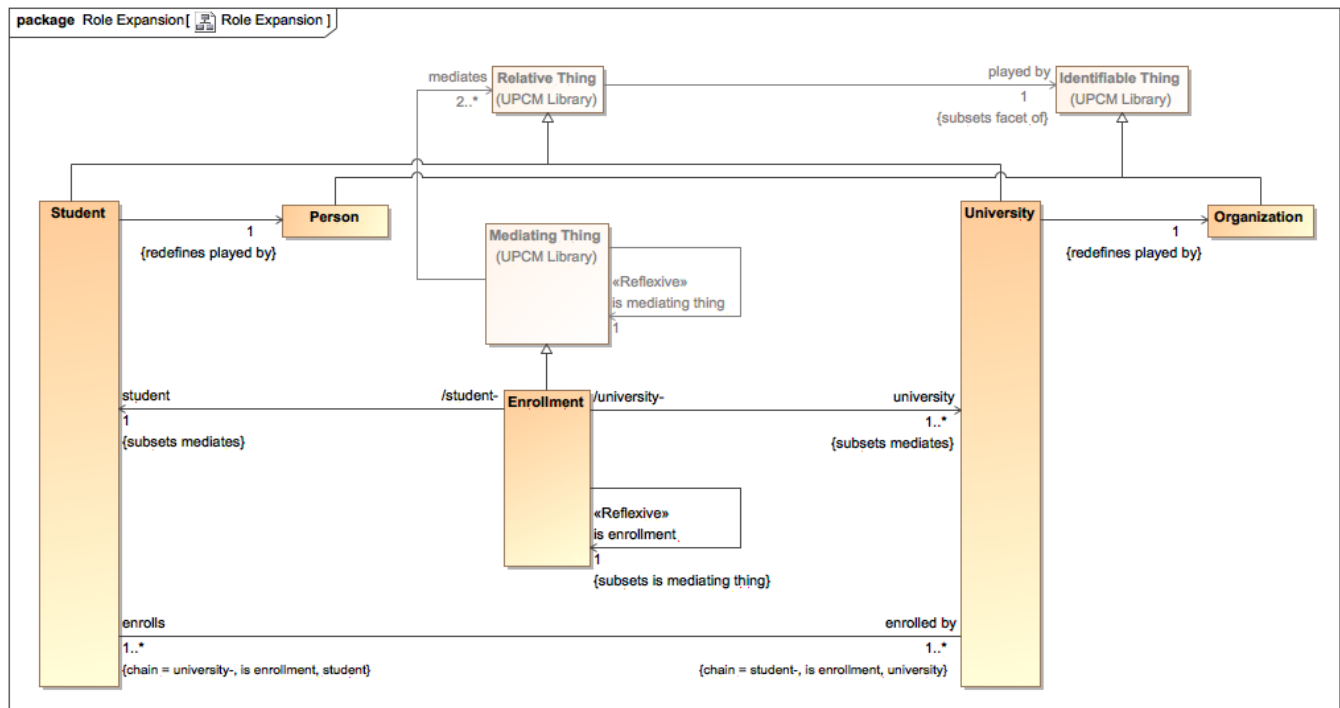 package Role Expansion[ Role Expansion ]
mediates
Relative Thing
(UPCM Library)
2..*
played by
1
{subsets facet of}
Identifiable Thing
(UPCM Library)
Student
1
{redefines played by}
Person
Mediating Thing
(UPCM Library)
«Reflexive»
is mediating thing
1
University
1
{redefines played by}
Organization
student
/student-
1
{subsets mediates}
Enrollment
/university-
university
1..*
{subsets mediates}
«Reflexive»
is enrollment
1
{subsets is mediating thing}
enrolls
1..*
{chain = university-, is enrollment, student}
enrolled by
1..*
{chain = student-, is enrollment, university}